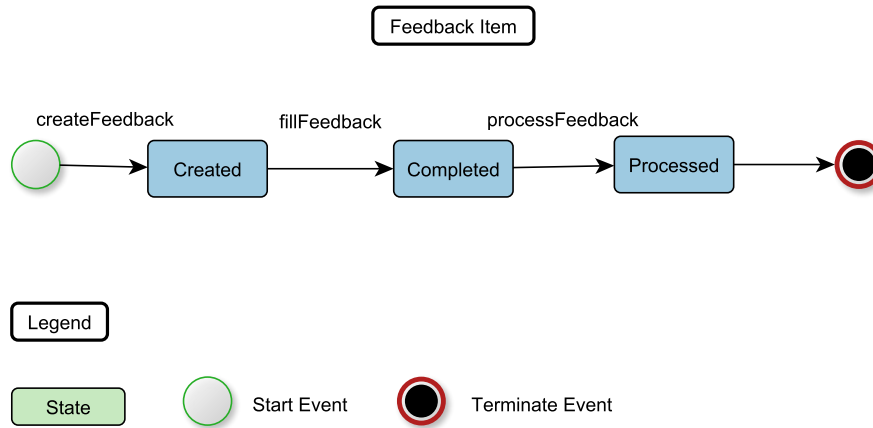 Feedback Item
createFeedback
fillFeedback
processFeedback
Created
Completed
Processed
Legend
State
Start Event
Terminate Event